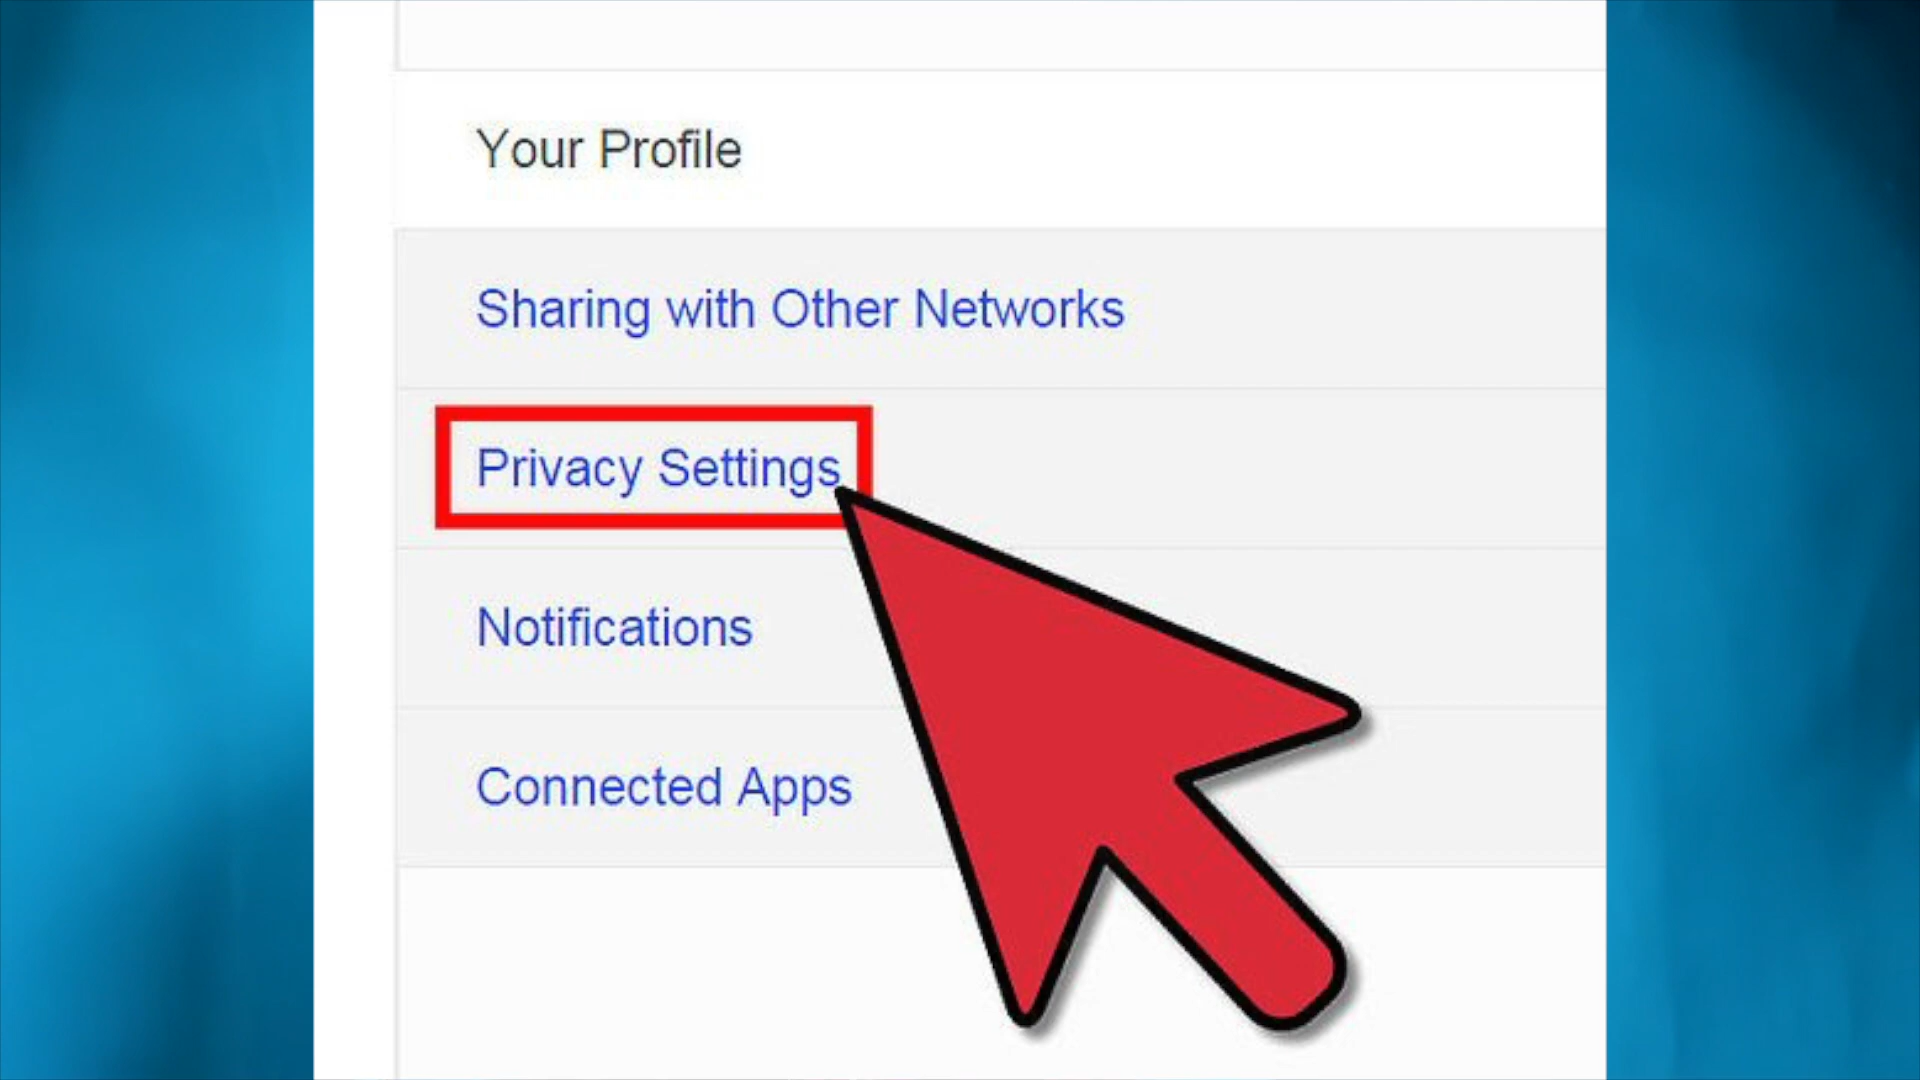 Your Profile
Sharing with Other Networks
Privacy Settings
Notifications
Connected Apps